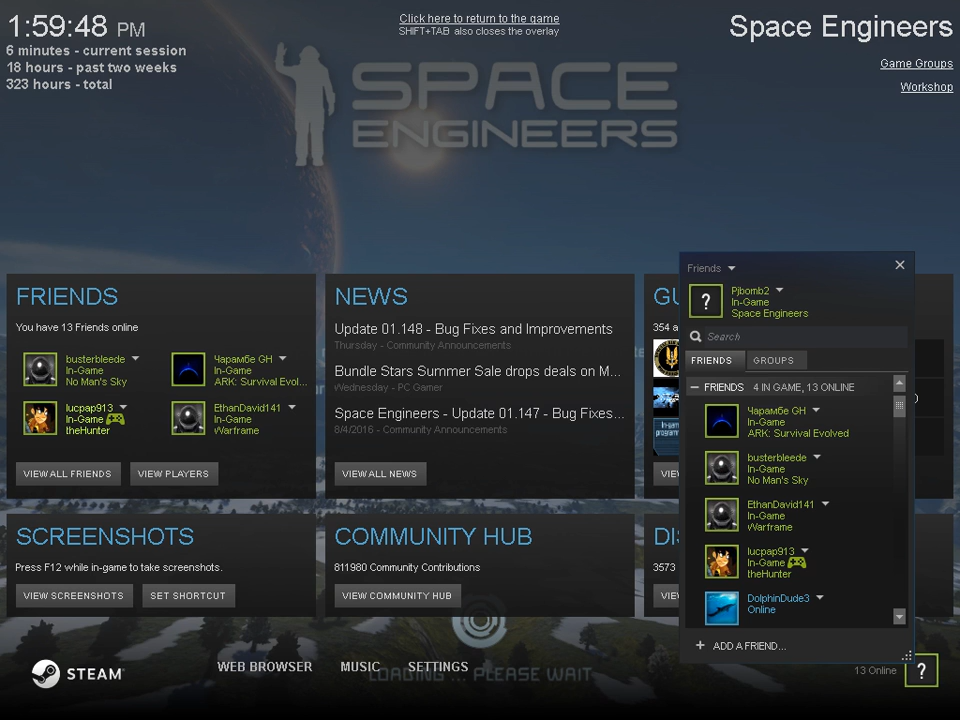 1:59:48 PM
6 minutes - current session
18 hours - past two weeks
323 hours - total
Click here to return to the game
SHIFT+TAB also closes the overlay
Space Engineers
Game Groups
Workshop
SPACE
ENGINEERS
FRIENDS
You have 13 Friends online
busterbleede
In-Game
No Man's Sky
Чарамбе GH
In-Game
ARK: Survival Evol...
lucpap913
In-Game
theHunter
EthanDavid141
In-Game
Warframe
VIEW ALL FRIENDS
VIEW PLAYERS
NEWS
Update 01.148 - Bug Fixes and Improvements
Thursday - Community Announcements
Bundle Stars Summer Sale drops deals on M...
Wednesday - PC Gamer
Space Engineers - Update 01.147 - Bug Fixes...
8/4/2016 - Community Announcements
VIEW ALL NEWS
GU
354 a
In-gam
programm
VIE
SCREENSHOTS
Press F12 while in-game to take screenshots.
VIEW SCREENSHOTS
SET SHORTCUT
COMMUNITY HUB
811980 Community Contributions
VIEW COMMUNITY HUB
DIS
3573
VIE
Friends
?
Pjbomb2
In-Game
Space Engineers
Search
FRIENDS
GROUPS
FRIENDS 4 IN GAME, 13 ONLINE
Чарамбе GH
In-Game
ARK: Survival Evolved
busterbleede
In-Game
No Man's Sky
EthanDavid141
In-Game
Warframe
lucpap913
In-Game
theHunter
DolphinDude3
Online
+ ADD A FRIEND...
STEAM
WEB BROWSER
MUSIC
SETTINGS
LOADING ... PLEASE WAIT
13 Online
?